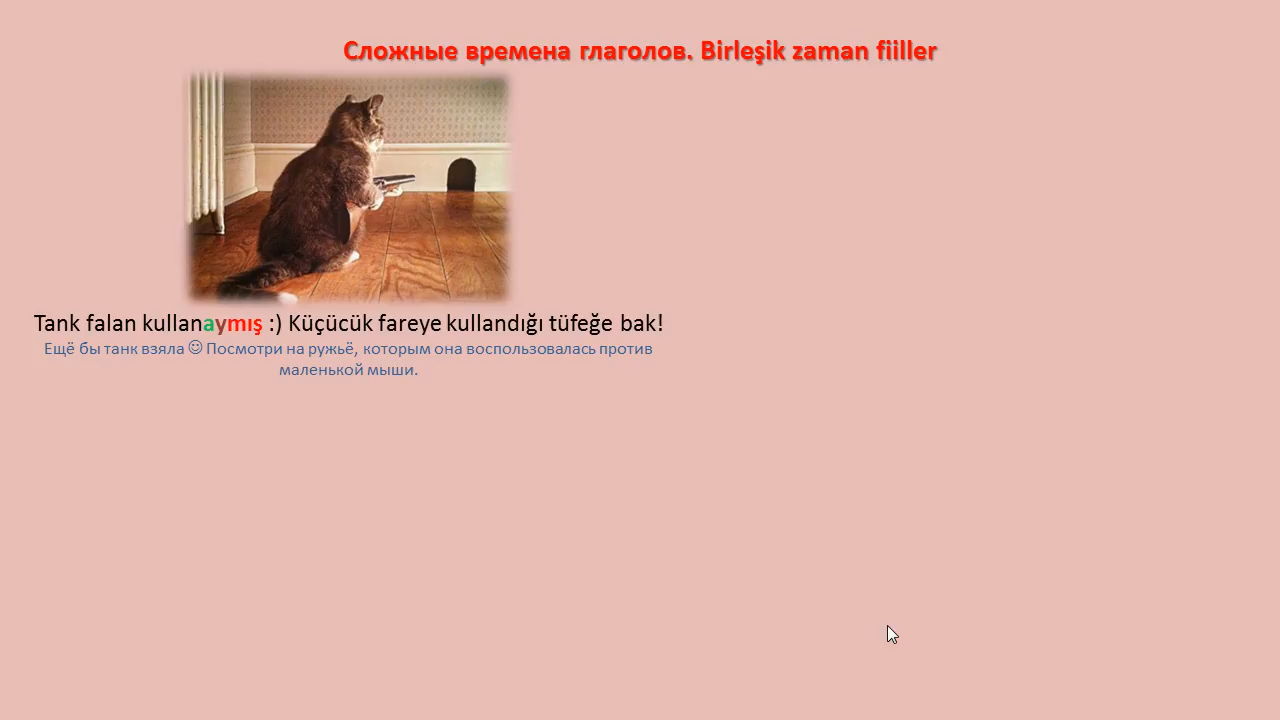 Сложные времена глаголов. Birleşik zaman fiiller
Tank falan kullanaymış :) Küçücük fareye kullandığı tüfeğe bak!
Ещё бы танк взяла ☺ Посмотри на ружьё, которым она воспользовалась против
маленькой мыши.